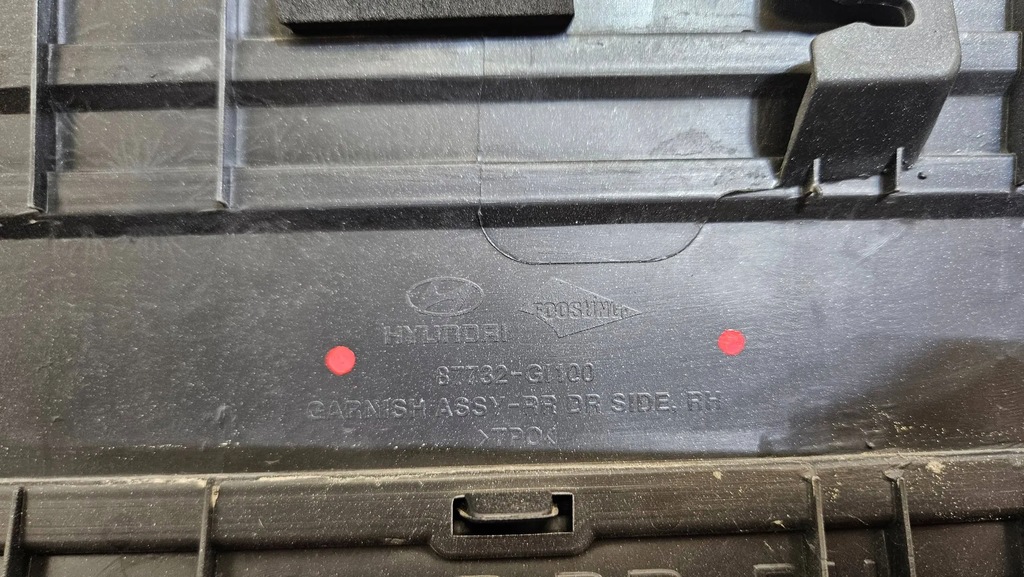 HYUNDAI
FOOSUNG
87732-GI100
GARNISH ASSY-RR DR SIDE, RH
>TPO<